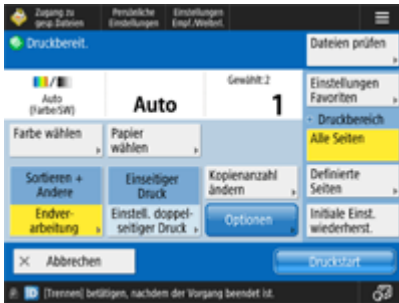 Zugang zu
gesp.Dateien
Persönliche
Einstellungen
Einstellungen
Empf./Weiterl.
Druckbereit.
Dateien prüfen
Auto
(Farbe/SW)
Auto
Gewählt:2
1
Einstellungen
Favoriten
· Druckbereich
Alle Seiten
Farbe wählen
Papier
wählen
Sortieren +
Andere
Einseitiger
Druck
Kopienanzahl
ändern
Definierte
Seiten
Endver-
arbeitung
Einstell. doppel-
seitiger Druck
Optionen
Initiale Einst.
wiederherst.
× Abbrechen
Druckstart
ID [Trennen] betätigen, nachdem der Vorgang beendet ist.